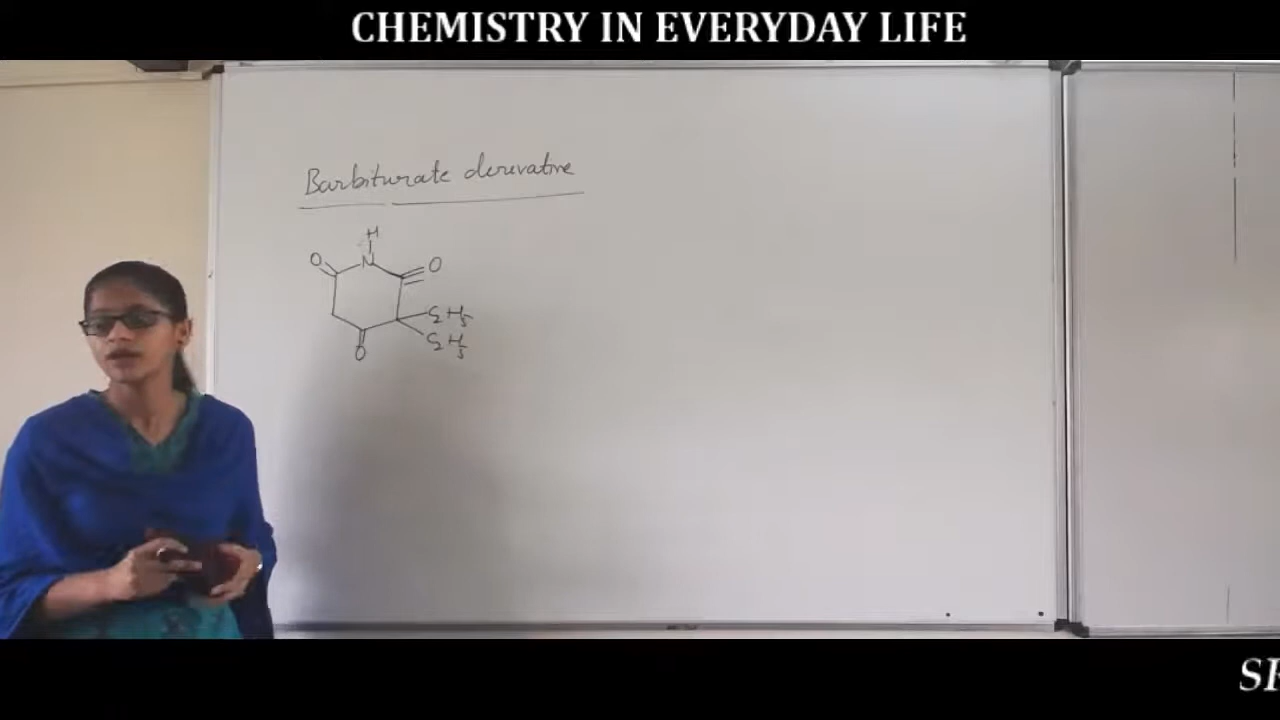 CHEMISTRY IN EVERYDAY LIFE
Barbiturate derivative
H
O N O
C2H5
C2H5
O